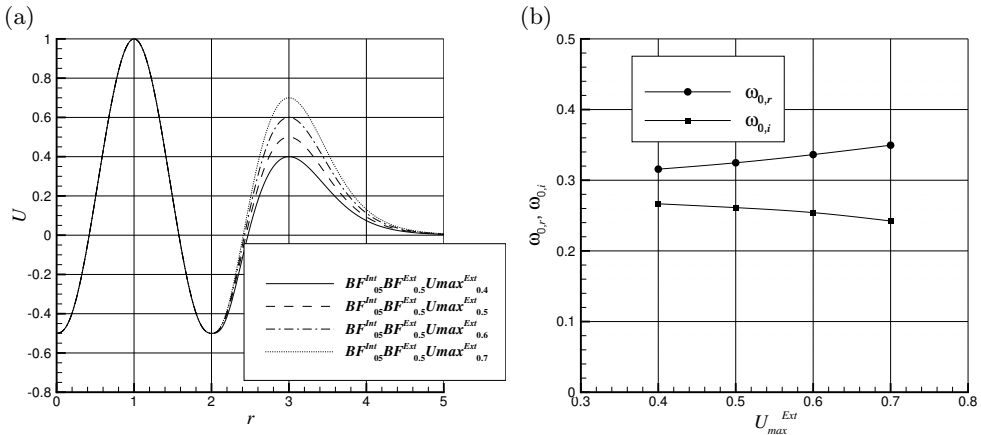 (a)
U
1
0.8
0.6
0.4
0.2
0
-0.2
-0.4
-0.6
-0.8
BF^Int_05 BF^Ext_0.5 Umax^Ext_0.4
BF^Int_05 BF^Ext_0.5 Umax^Ext_0.5
BF^Int_05 BF^Ext_0.5 Umax^Ext_0.6
BF^Int_05 BF^Ext_0.5 Umax^Ext_0.7
0 1 2 3 4 5
r
(b)
ω0,r, ω0,i
0.5
0.4
0.3
0.2
0.1
0
ω0,r
ω0,i
0.3 0.4 0.5 0.6 0.7 0.8
U_max^Ext